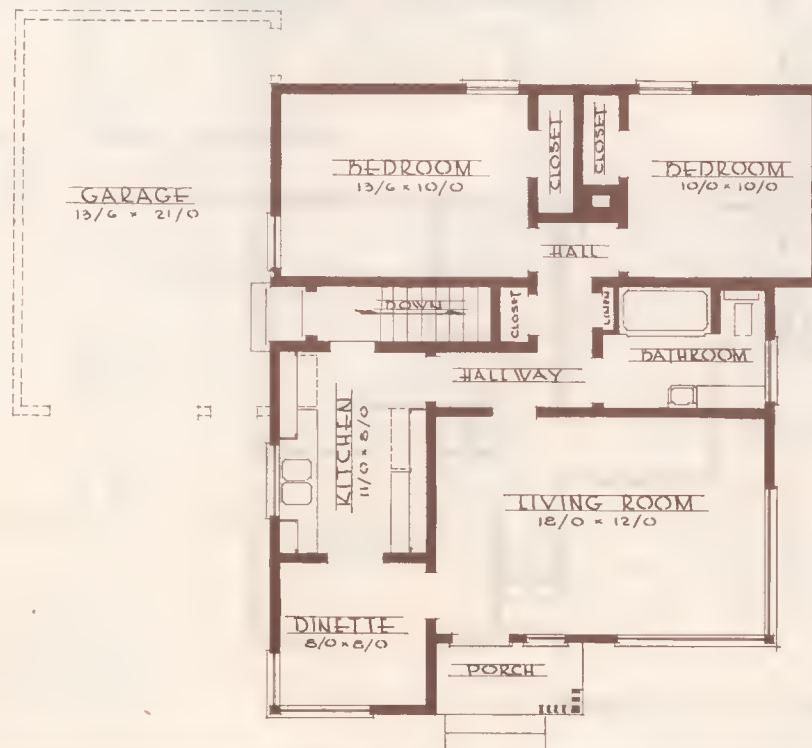 BEDROOM
13/6 × 10/0
CLOSET
CLOSET
BEDROOM
10/0 × 10/0
GARAGE
13/6 × 21/0
HALL
DOWN
CLOSET
LINEN
BATHROOM
HALLWAY
KITCHEN
11/0 × 8/0
LIVING ROOM
18/0 × 12/0
DINETTE
8/0 × 8/0
PORCH